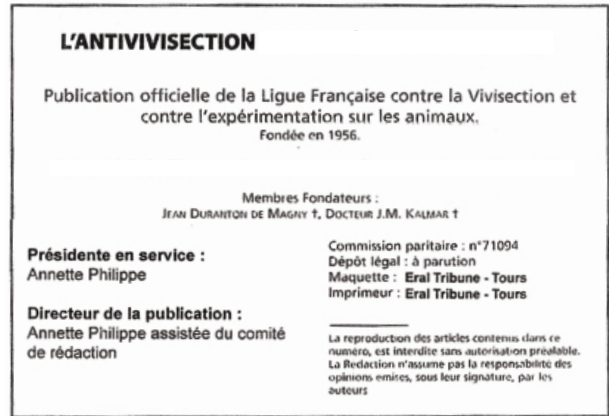 L'ANTIVIVISECTION
Publication officielle de la Ligue Française contre la Vivisection et
contre l'expérimentation sur les animaux.
Fondée en 1956.
Membres Fondateurs :
JEAN DURANTON DE MAGNY †, DOCTEUR J.M. KALMAR †
Présidente en service :
Annette Philippe
Directeur de la publication :
Annette Philippe assistée du comité
de rédaction
Commission paritaire : n°71094
Dépôt légal : à parution
Maquette : Eral Tribune - Tours
Imprimeur : Eral Tribune - Tours
La reproduction des articles contenus dans ce
numéro, est interdite sans autorisation préalable.
La Rédaction n'assume pas la responsabilité des
opinions émises, sous leur signature, par les
auteurs